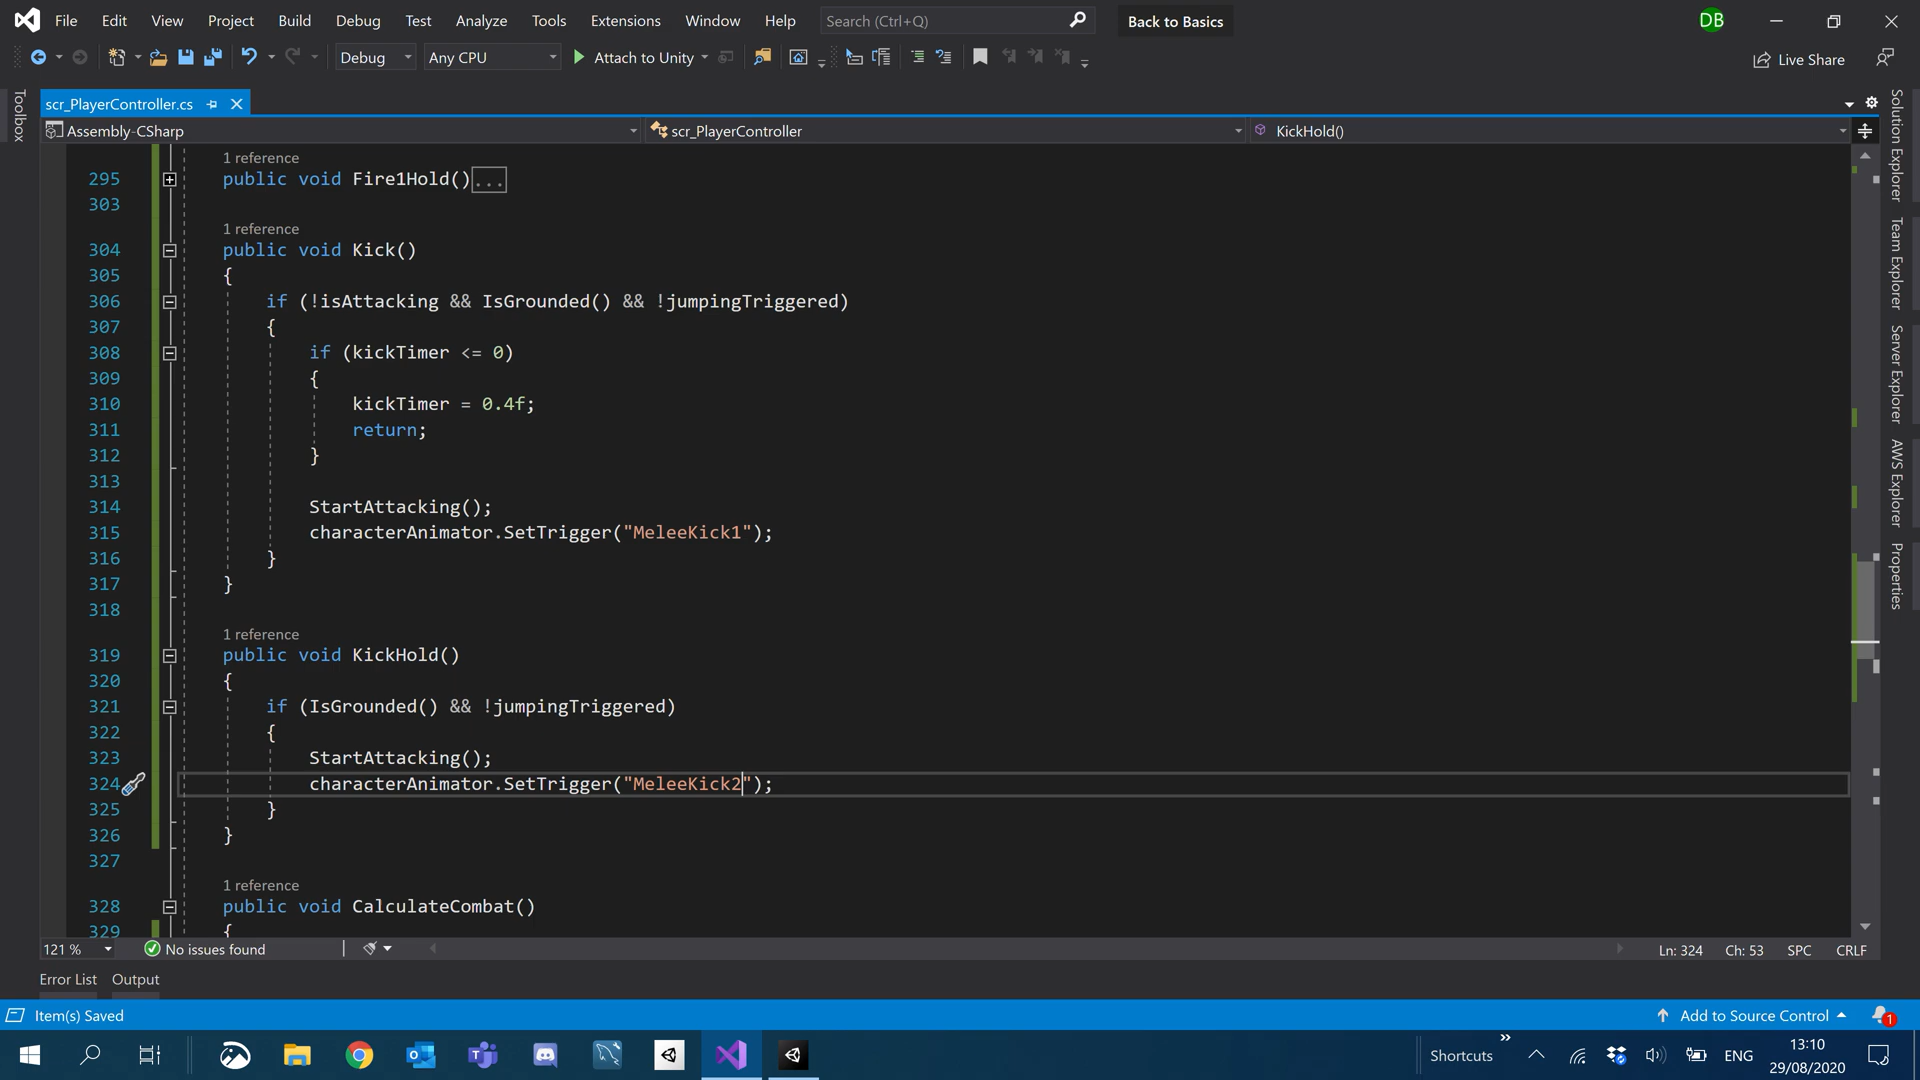 File Edit View Project Build Debug Test Analyze Tools Extensions Window Help Search (Ctrl+Q) Back to Basics DB
Debug Any CPU Attach to Unity Live Share
scr_PlayerController.cs
Assembly-CSharp scr_PlayerController KickHold()
Toolbox
Solution Explorer
Team Explorer
Server Explorer
AWS Explorer
Properties
1 reference
295 public void Fire1Hold()...
303
1 reference
304 public void Kick()
305 {
306 if (!isAttacking && IsGrounded() && !jumpingTriggered)
307 {
308 if (kickTimer <= 0)
309 {
310 kickTimer = 0.4f;
311 return;
312 }
313
314 StartAttacking();
315 characterAnimator.SetTrigger("MeleeKick1");
316 }
317 }
318
1 reference
319 public void KickHold()
320 {
321 if (IsGrounded() && !jumpingTriggered)
322 {
323 StartAttacking();
324 characterAnimator.SetTrigger("MeleeKick2");
325 }
326 }
327
1 reference
328 public void CalculateCombat()
329 {
121 % No issues found Ln: 324 Ch: 53 SPC CRLF
Error List Output
Item(s) Saved Add to Source Control 1
Shortcuts ENG 13:10
29/08/2020